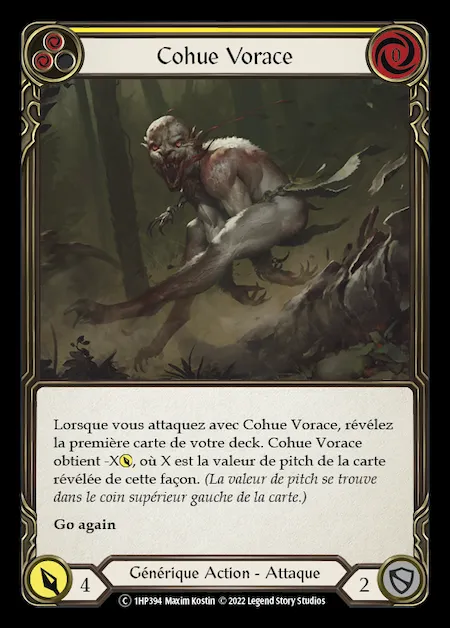 Cohue Vorace
0
Lorsque vous attaquez avec Cohue Vorace, révélez
la première carte de votre deck. Cohue Vorace
obtient -X, où X est la valeur de pitch de la carte
révélée de cette façon. (La valeur de pitch se trouve
dans le coin supérieur gauche de la carte.)
Go again
4
Générique Action - Attaque
2
C 1HP394 Maxim Kostin © 2022 Legend Story Studios